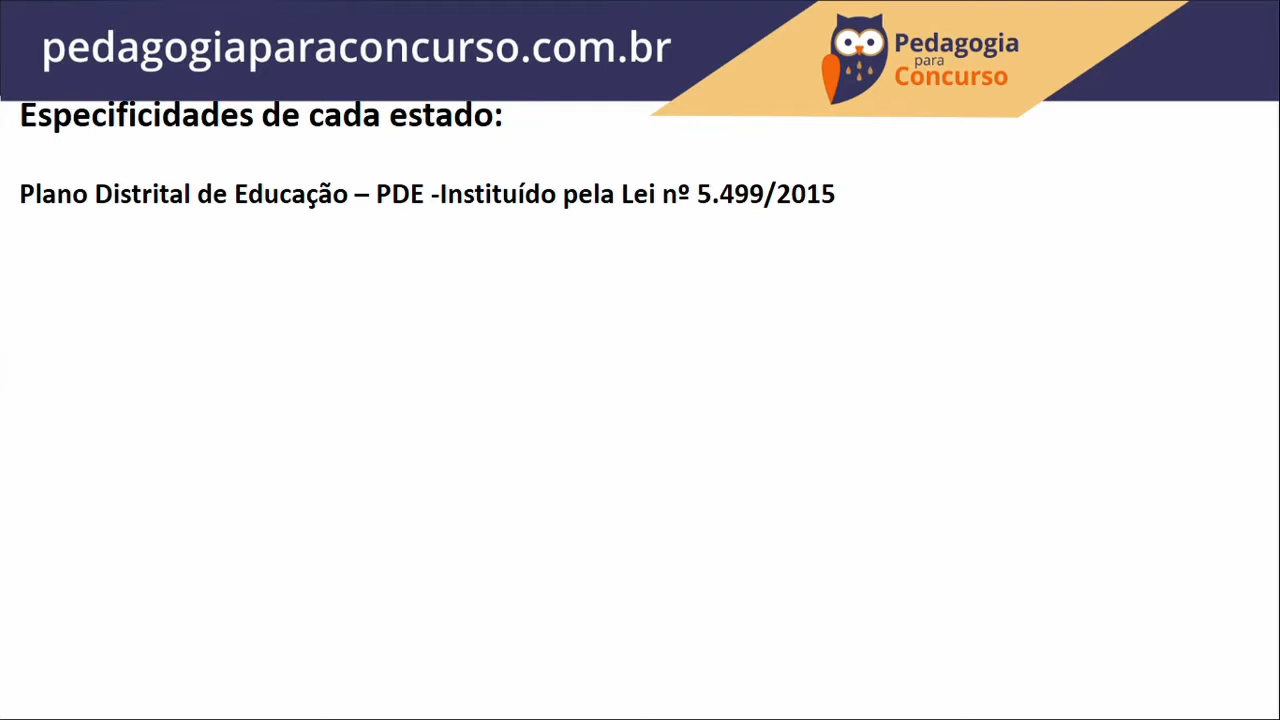 pedagogiaparaconcurso.com.br
Pedagogia
para
Concurso
Especificidades de cada estado:
Plano Distrital de Educação – PDE -Instituído pela Lei nº 5.499/2015